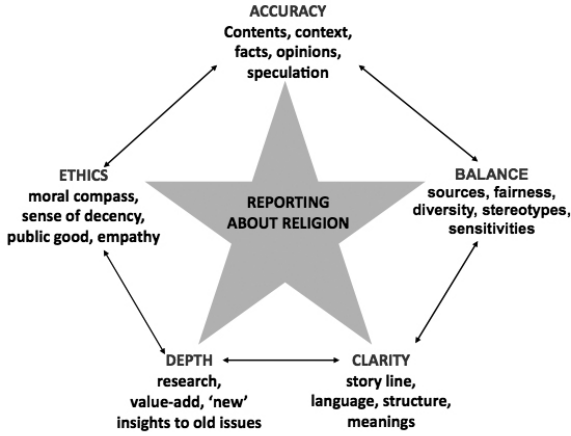 ACCURACY
Contents, context,
facts, opinions,
speculation
ETHICS
moral compass,
sense of decency,
public good, empathy
REPORTING
ABOUT RELIGION
BALANCE
sources, fairness,
diversity, stereotypes,
sensitivities
DEPTH
research,
value-add, ‘new’
insights to old issues
CLARITY
story line,
language, structure,
meanings